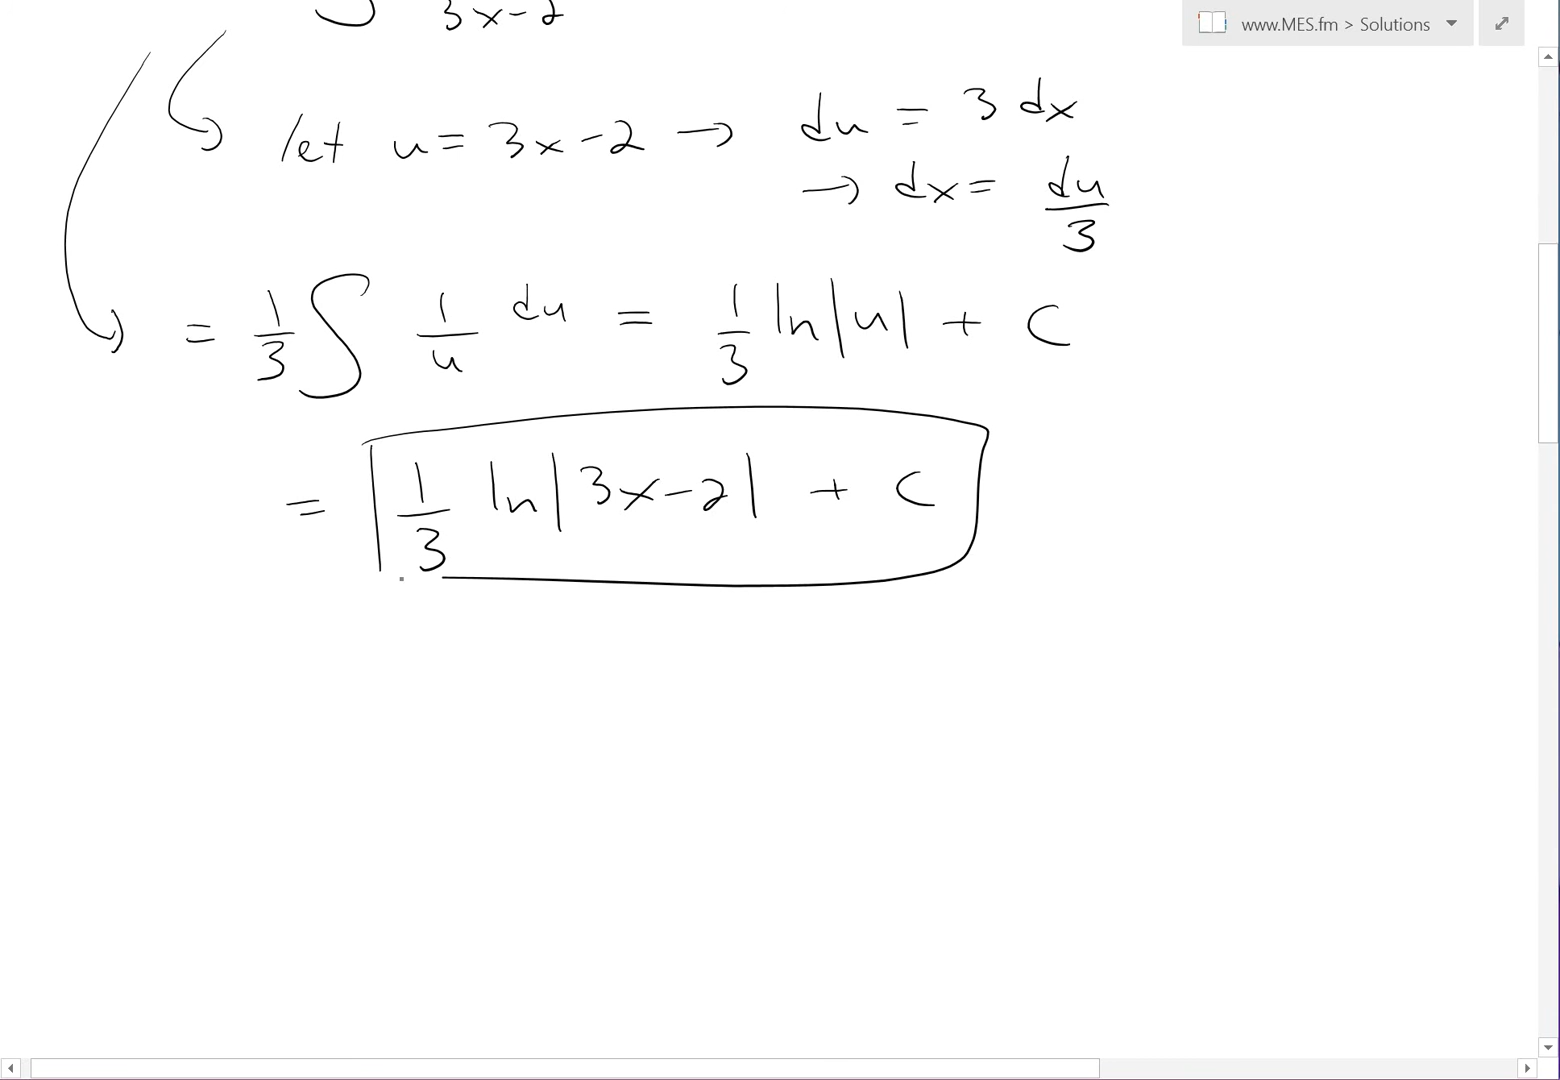 3x-2
www.MES.fm > Solutions
let u = 3x-2 → du = 3 dx
→ dx = du/3
= 1/3 ∫ 1/u du = 1/3 ln|u| + C
= 1/3 ln|3x-2| + C